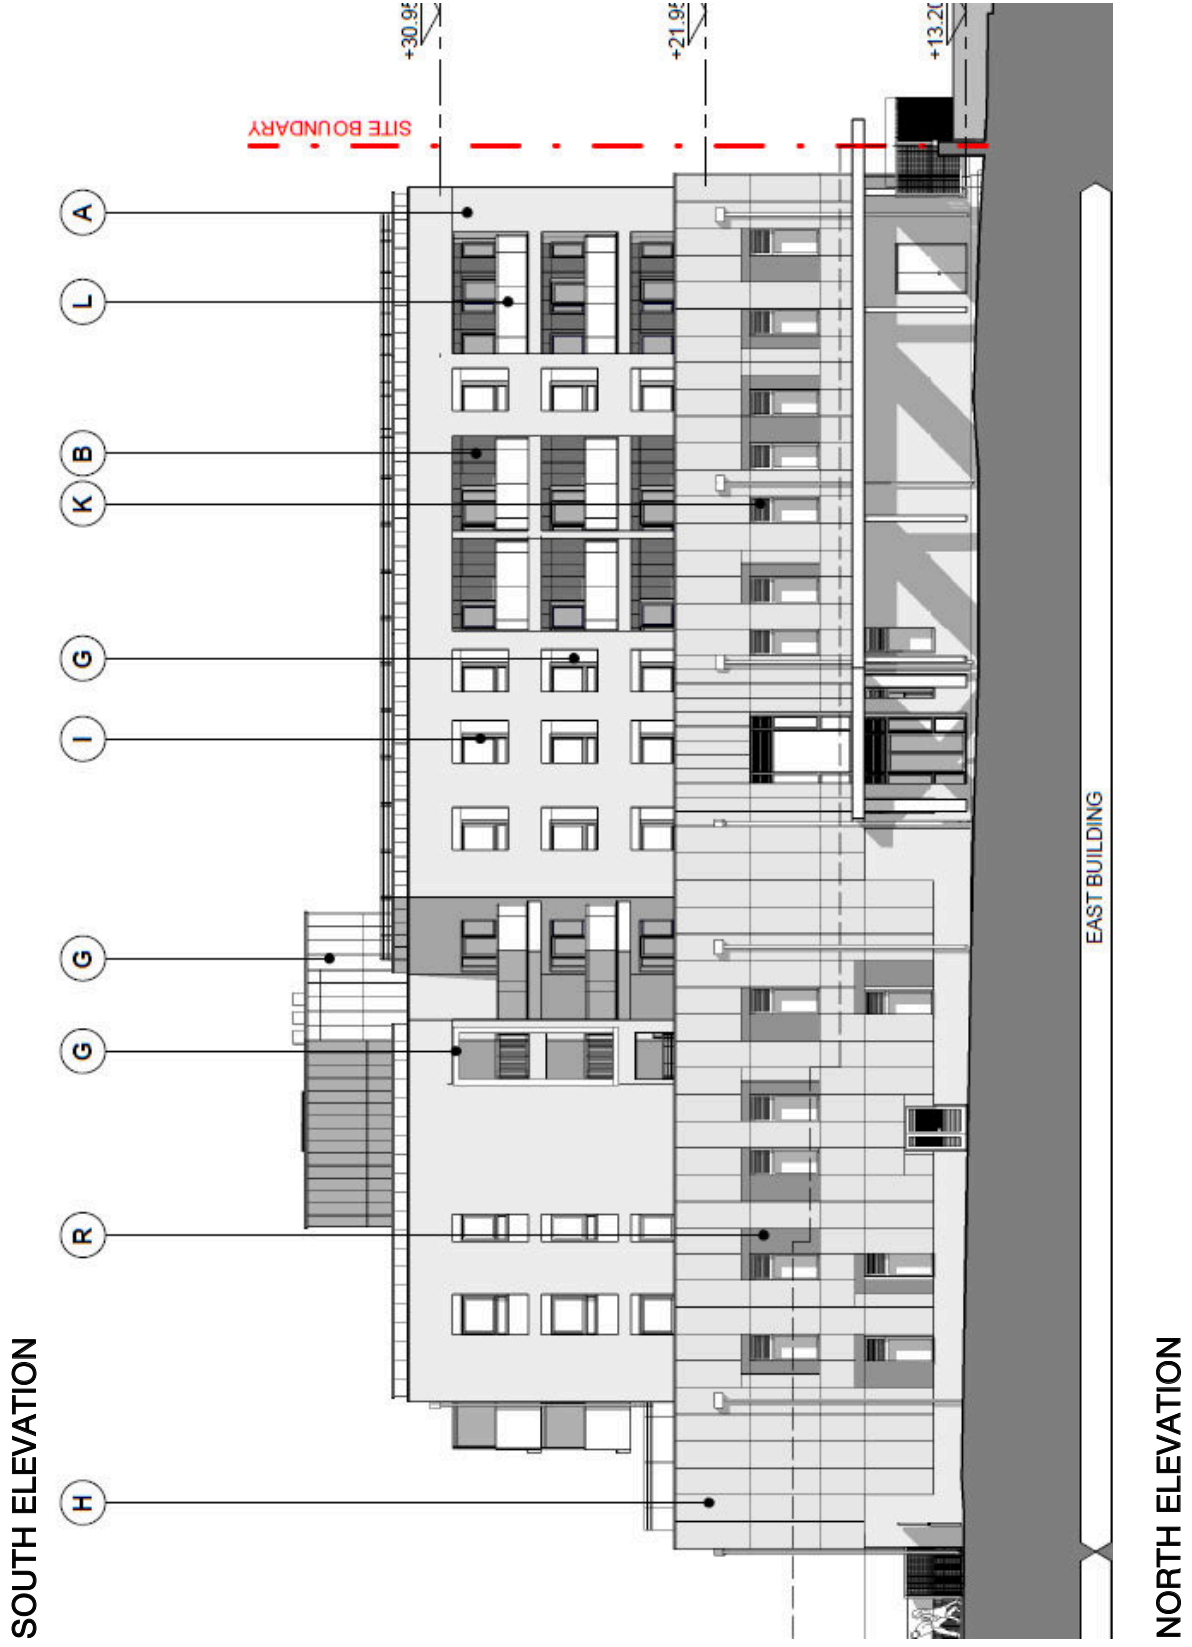 SOUTH ELEVATION
H R G G I G K B L A
SITE BOUNDARY
+30.95
+21.95
+13.20
EAST BUILDING
NORTH ELEVATION